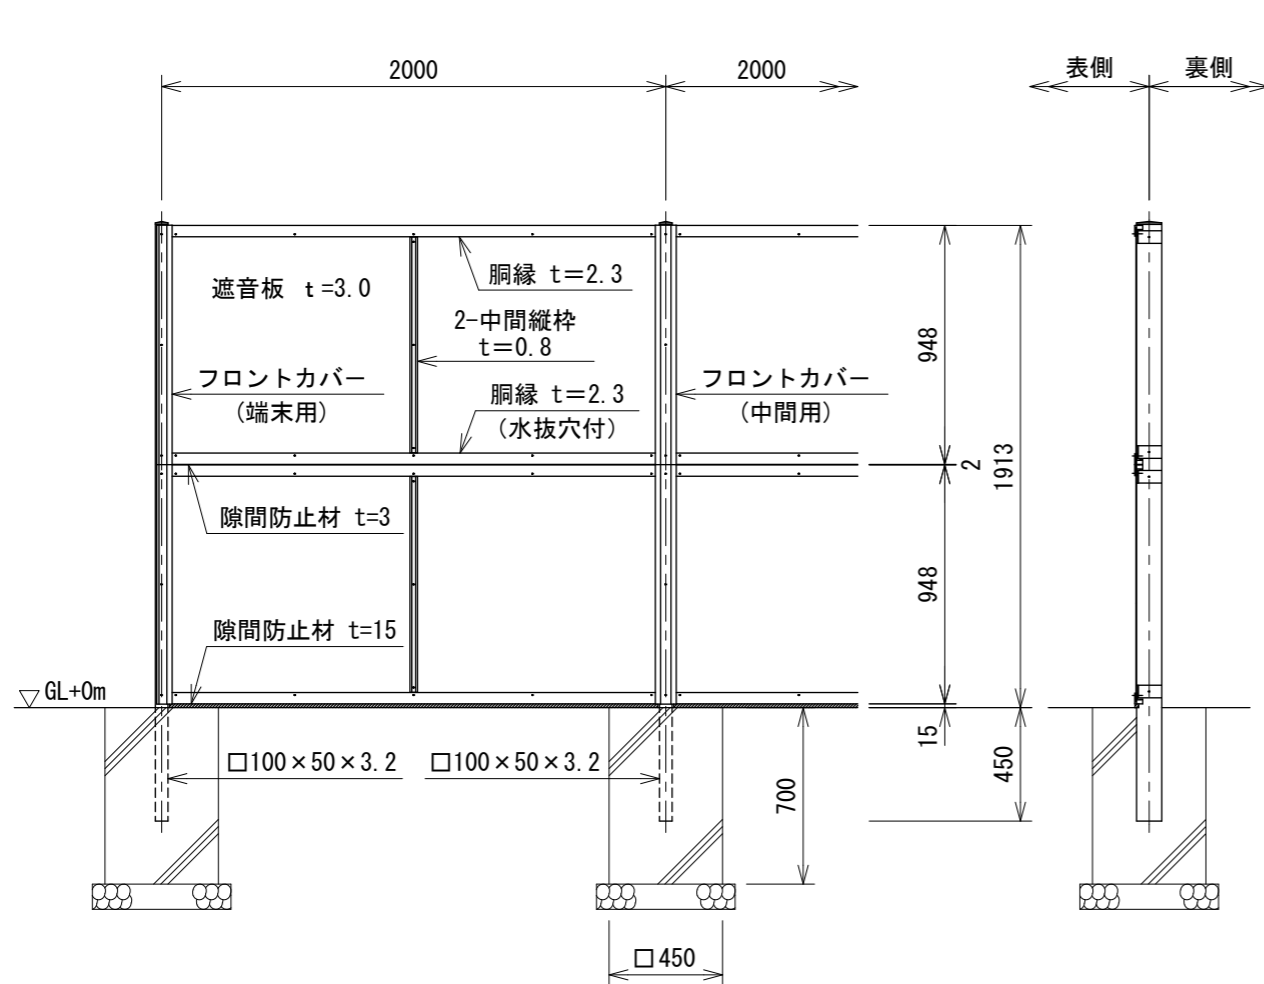 2000
2000
表側
裏側
遮音板 t=3.0
胴縁 t=2.3
2-中間縦枠
t=0.8
フロントカバー
(端末用)
胴縁 t=2.3
(水抜穴付)
フロントカバー
(中間用)
948
2
1913
隙間防止材 t=3
948
隙間防止材 t=15
GL+0m
15
□100×50×3.2
□100×50×3.2
450
700
□450